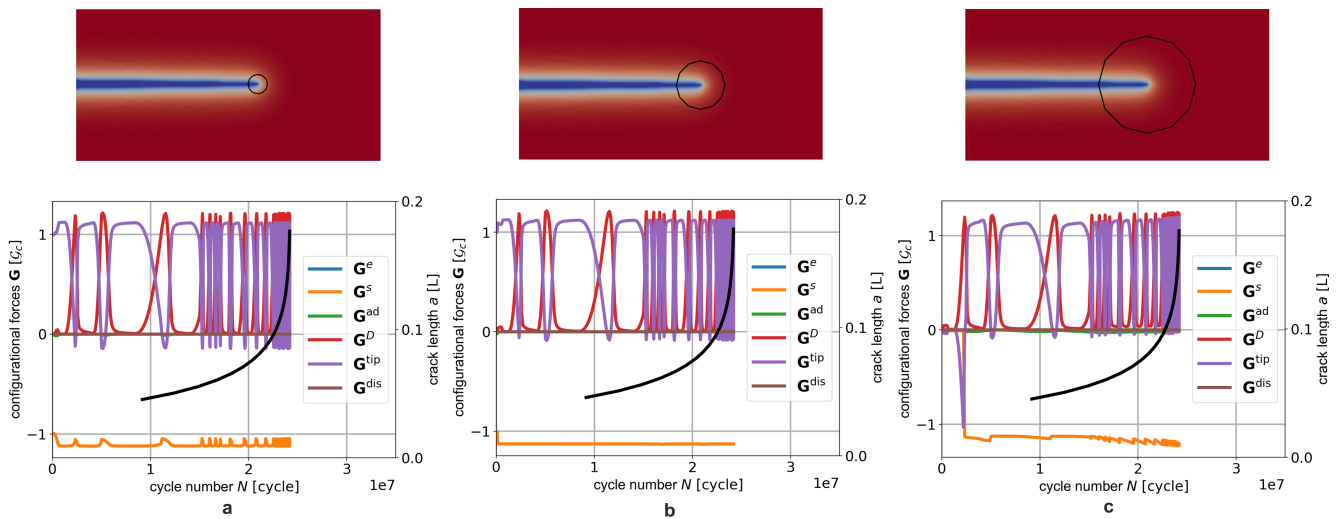 configurational forces G [𝒢c]
1
0
−1
0
1
2
3
1e7
0.2
0.1
0.0
crack length a [L]
Gᵉ
Gˢ
Gᵃᵈ
Gᴰ
Gᵗⁱᵖ
Gᵈⁱˢ
cycle number N [cycle]
a
configurational forces G [𝒢c]
1
0
−1
0
1
2
3
1e7
0.2
0.1
0.0
crack length a [L]
Gᵉ
Gˢ
Gᵃᵈ
Gᴰ
Gᵗⁱᵖ
Gᵈⁱˢ
cycle number N [cycle]
b
configurational forces G [𝒢c]
1
0
−1
0
1
2
3
1e7
0.2
0.1
0.0
crack length a [L]
Gᵉ
Gˢ
Gᵃᵈ
Gᴰ
Gᵗⁱᵖ
Gᵈⁱˢ
cycle number N [cycle]
c